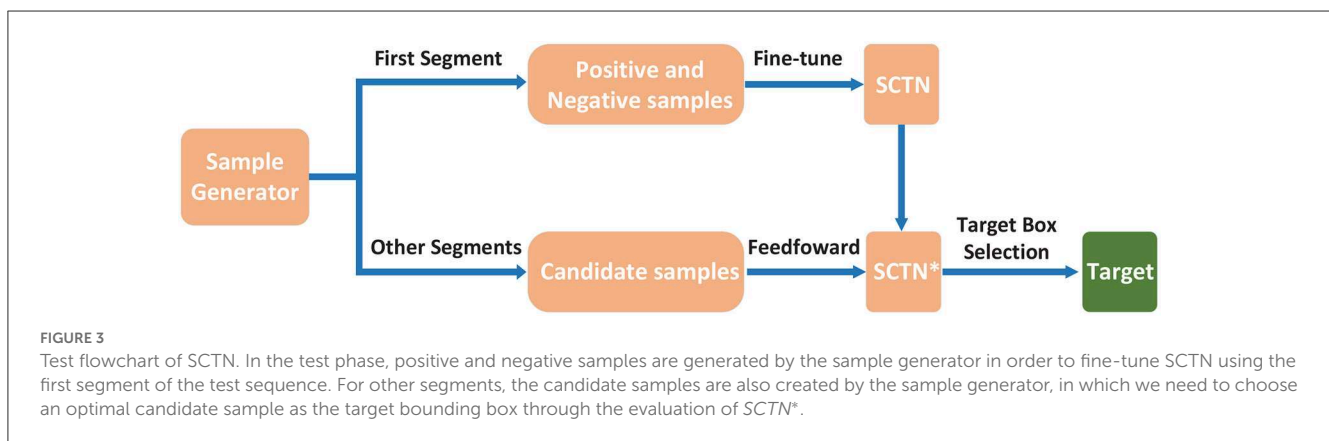 First Segment
Positive and
Negative samples
Fine-tune
SCTN
Sample
Generator
Other Segments
Candidate samples
Feedfoward
SCTN*
Target Box
Selection
Target
FIGURE 3
Test flowchart of SCTN. In the test phase, positive and negative samples are generated by the sample generator in order to fine-tune SCTN using the
first segment of the test sequence. For other segments, the candidate samples are also created by the sample generator, in which we need to choose
an optimal candidate sample as the target bounding box through the evaluation of SCTN*.